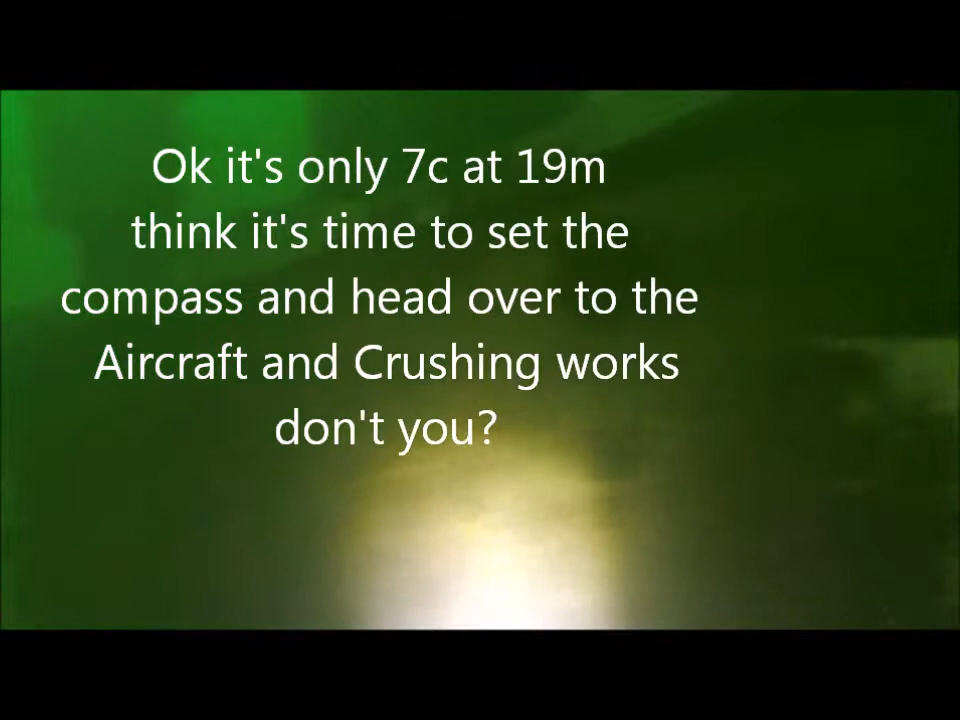 Ok it's only 7c at 19m
think it's time to set the
compass and head over to the
Aircraft and Crushing works
don't you?